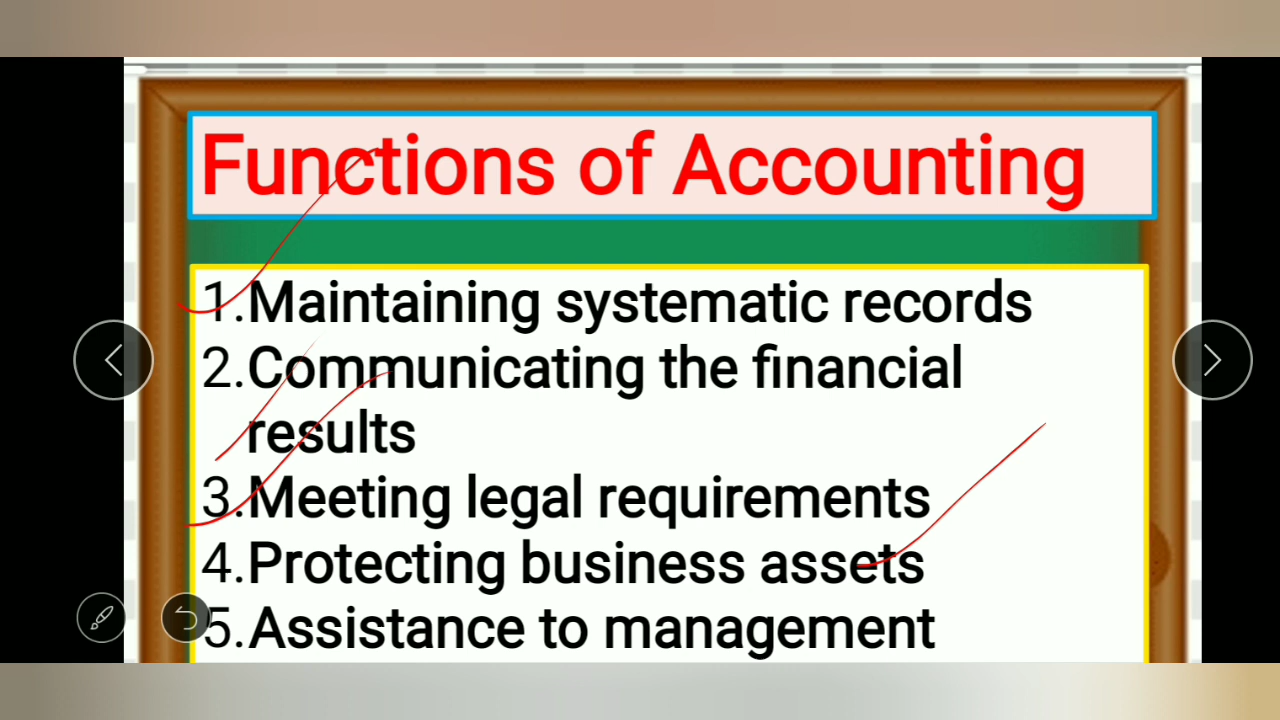 Functions of Accounting
1.Maintaining systematic records
2.Communicating the financial
results
3.Meeting legal requirements
4.Protecting business assets
5.Assistance to management